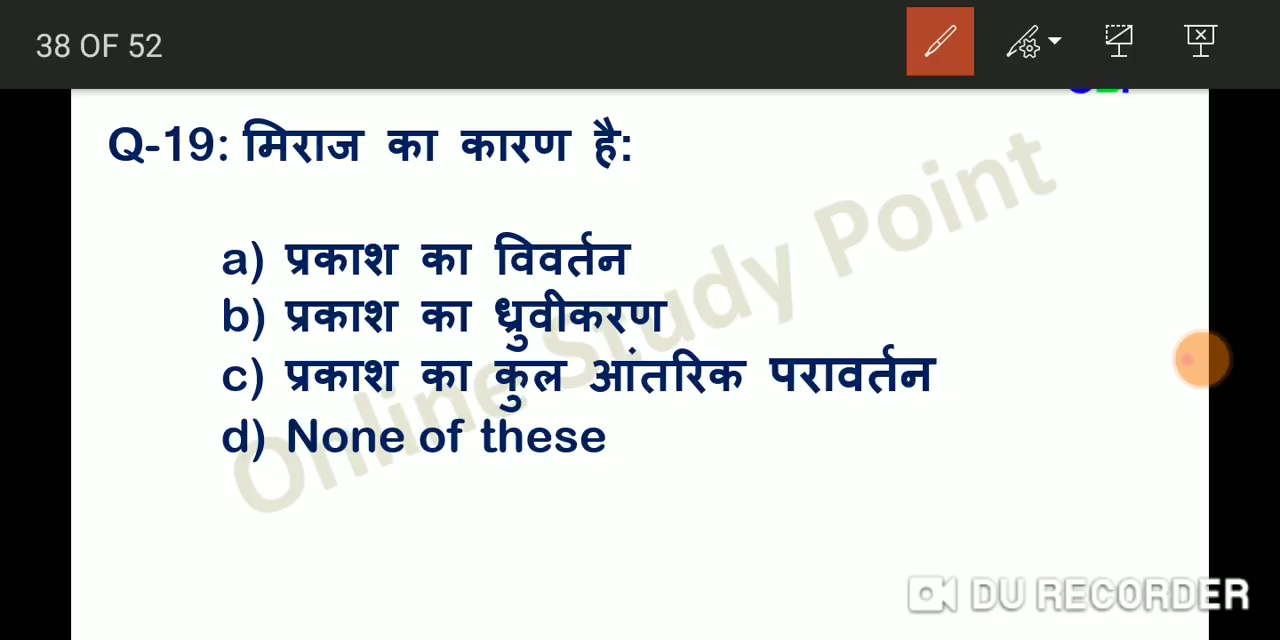 38 OF 52
Q-19: मिराज का कारण है:
a) प्रकाश का विवर्तन
b) प्रकाश का ध्रुवीकरण
c) प्रकाश का कुल आंतरिक परावर्तन
d) None of these
Online Study Point
DU RECORDER